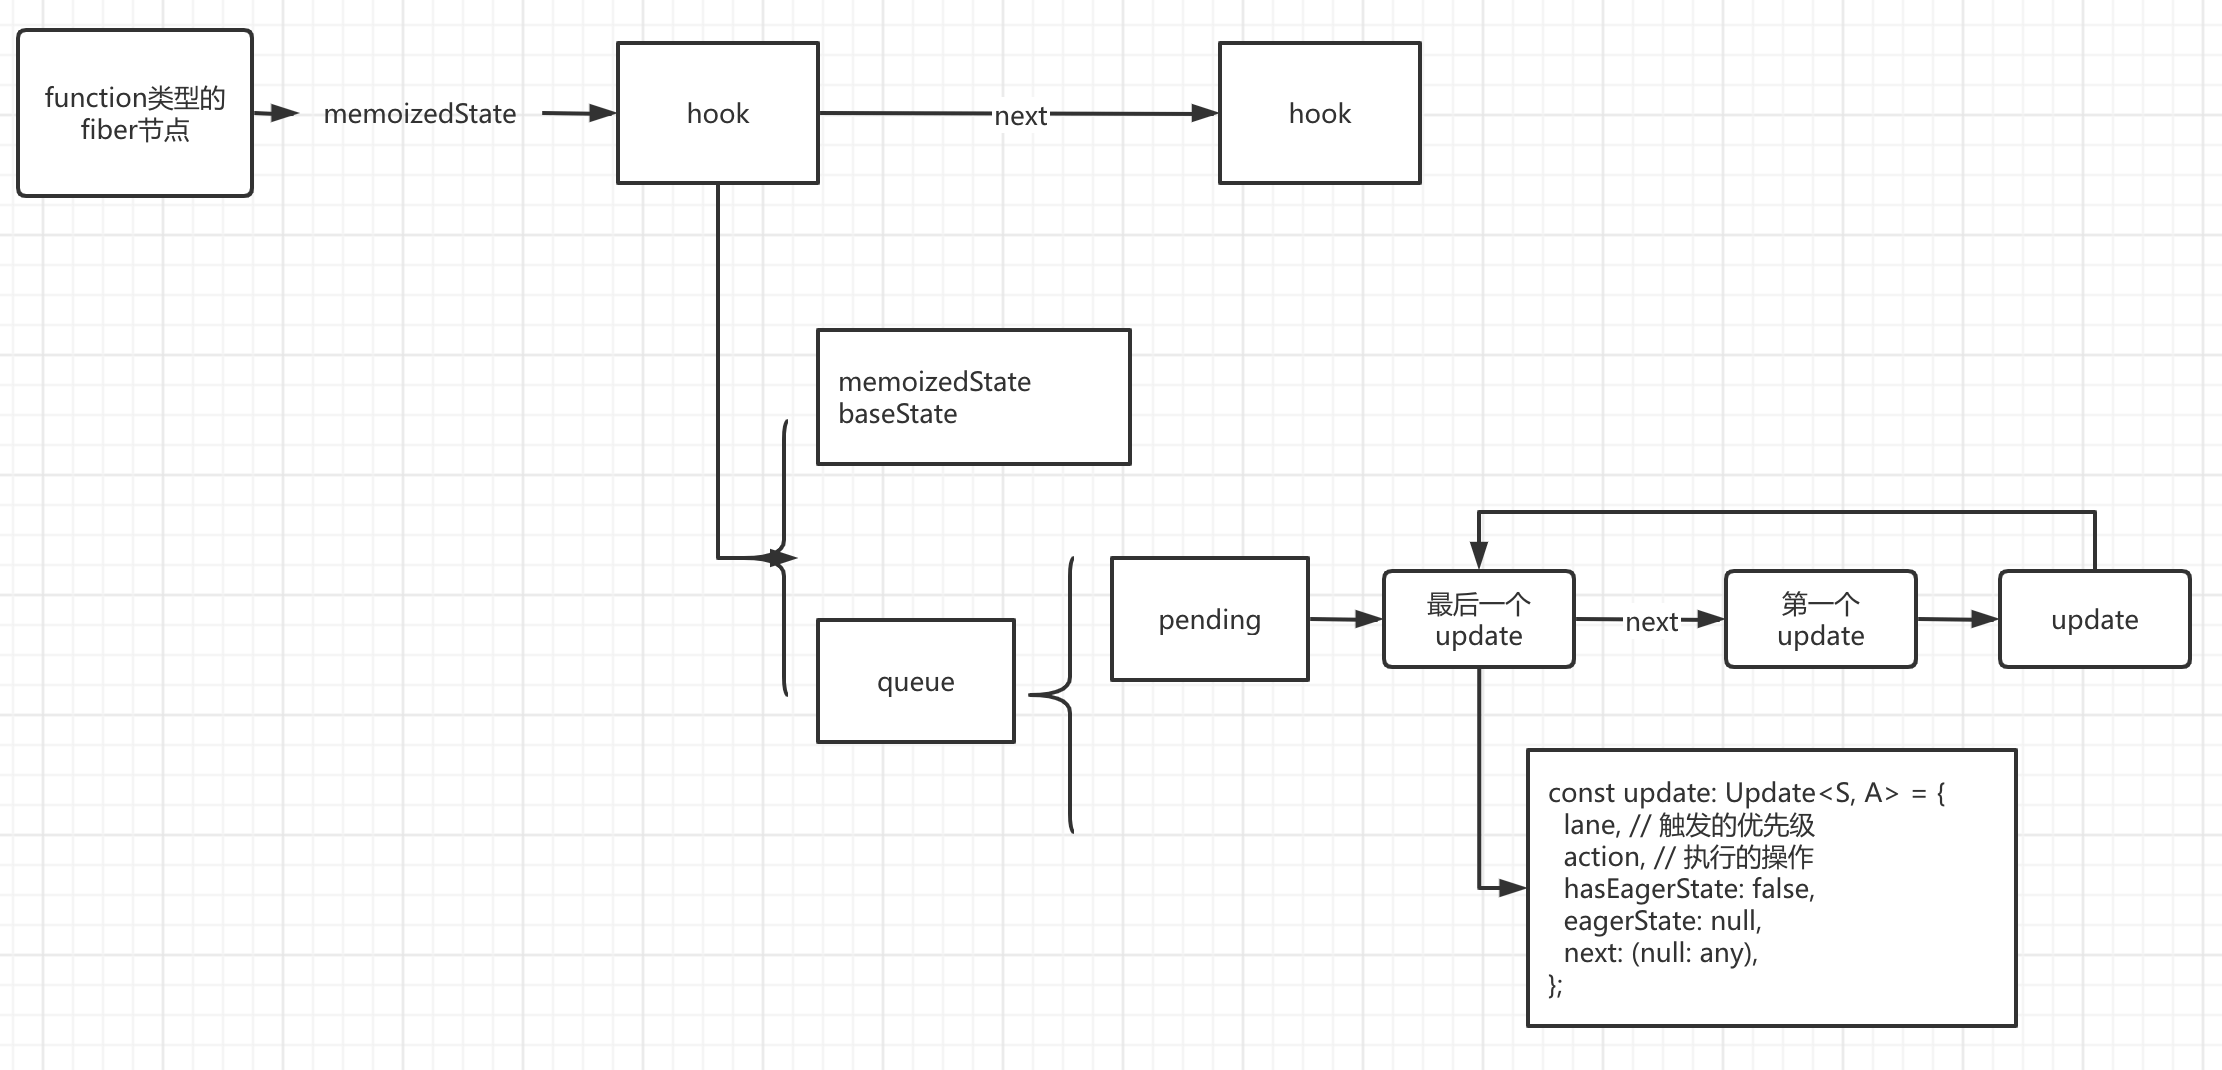 function类型的
fiber节点
memoizedState
hook
next
hook
memoizedState
baseState
queue
pending
最后一个
update
next
第一个
update
update
const update: Update<S, A> = {
lane, // 触发的优先级
action, // 执行的操作
hasEagerState: false,
eagerState: null,
next: (null: any),
};